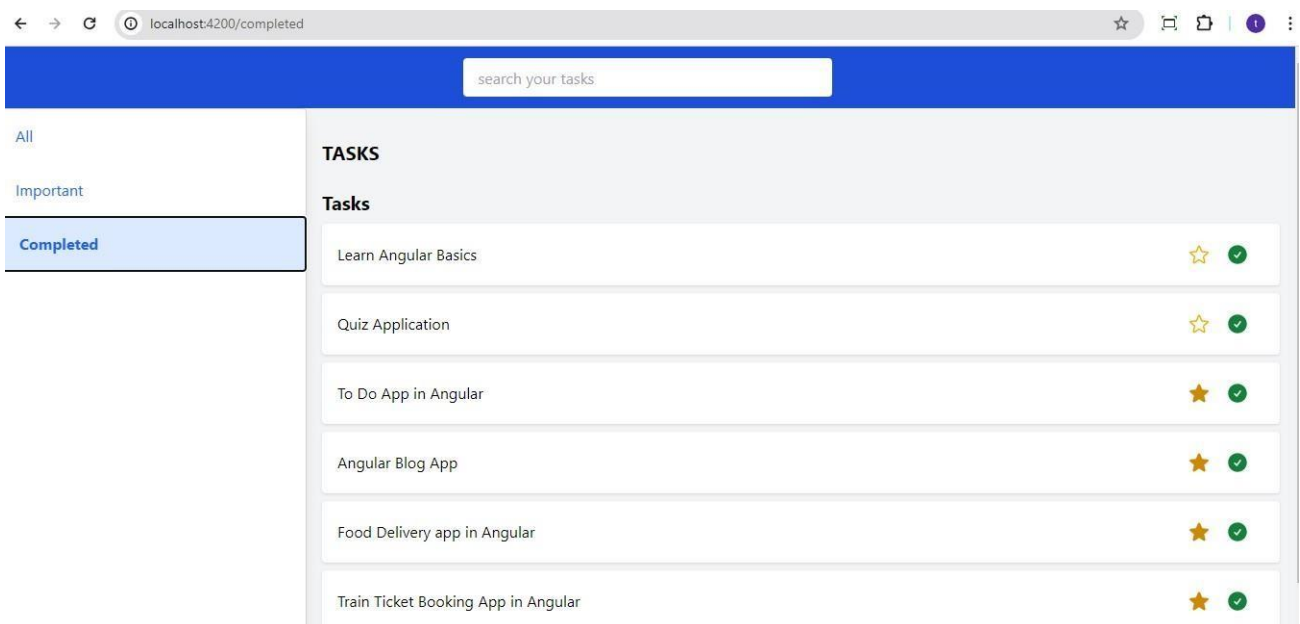 localhost:4200/completed
t
search your tasks
All
Important
Completed
TASKS
Tasks
Learn Angular Basics
Quiz Application
To Do App in Angular
Angular Blog App
Food Delivery app in Angular
Train Ticket Booking App in Angular